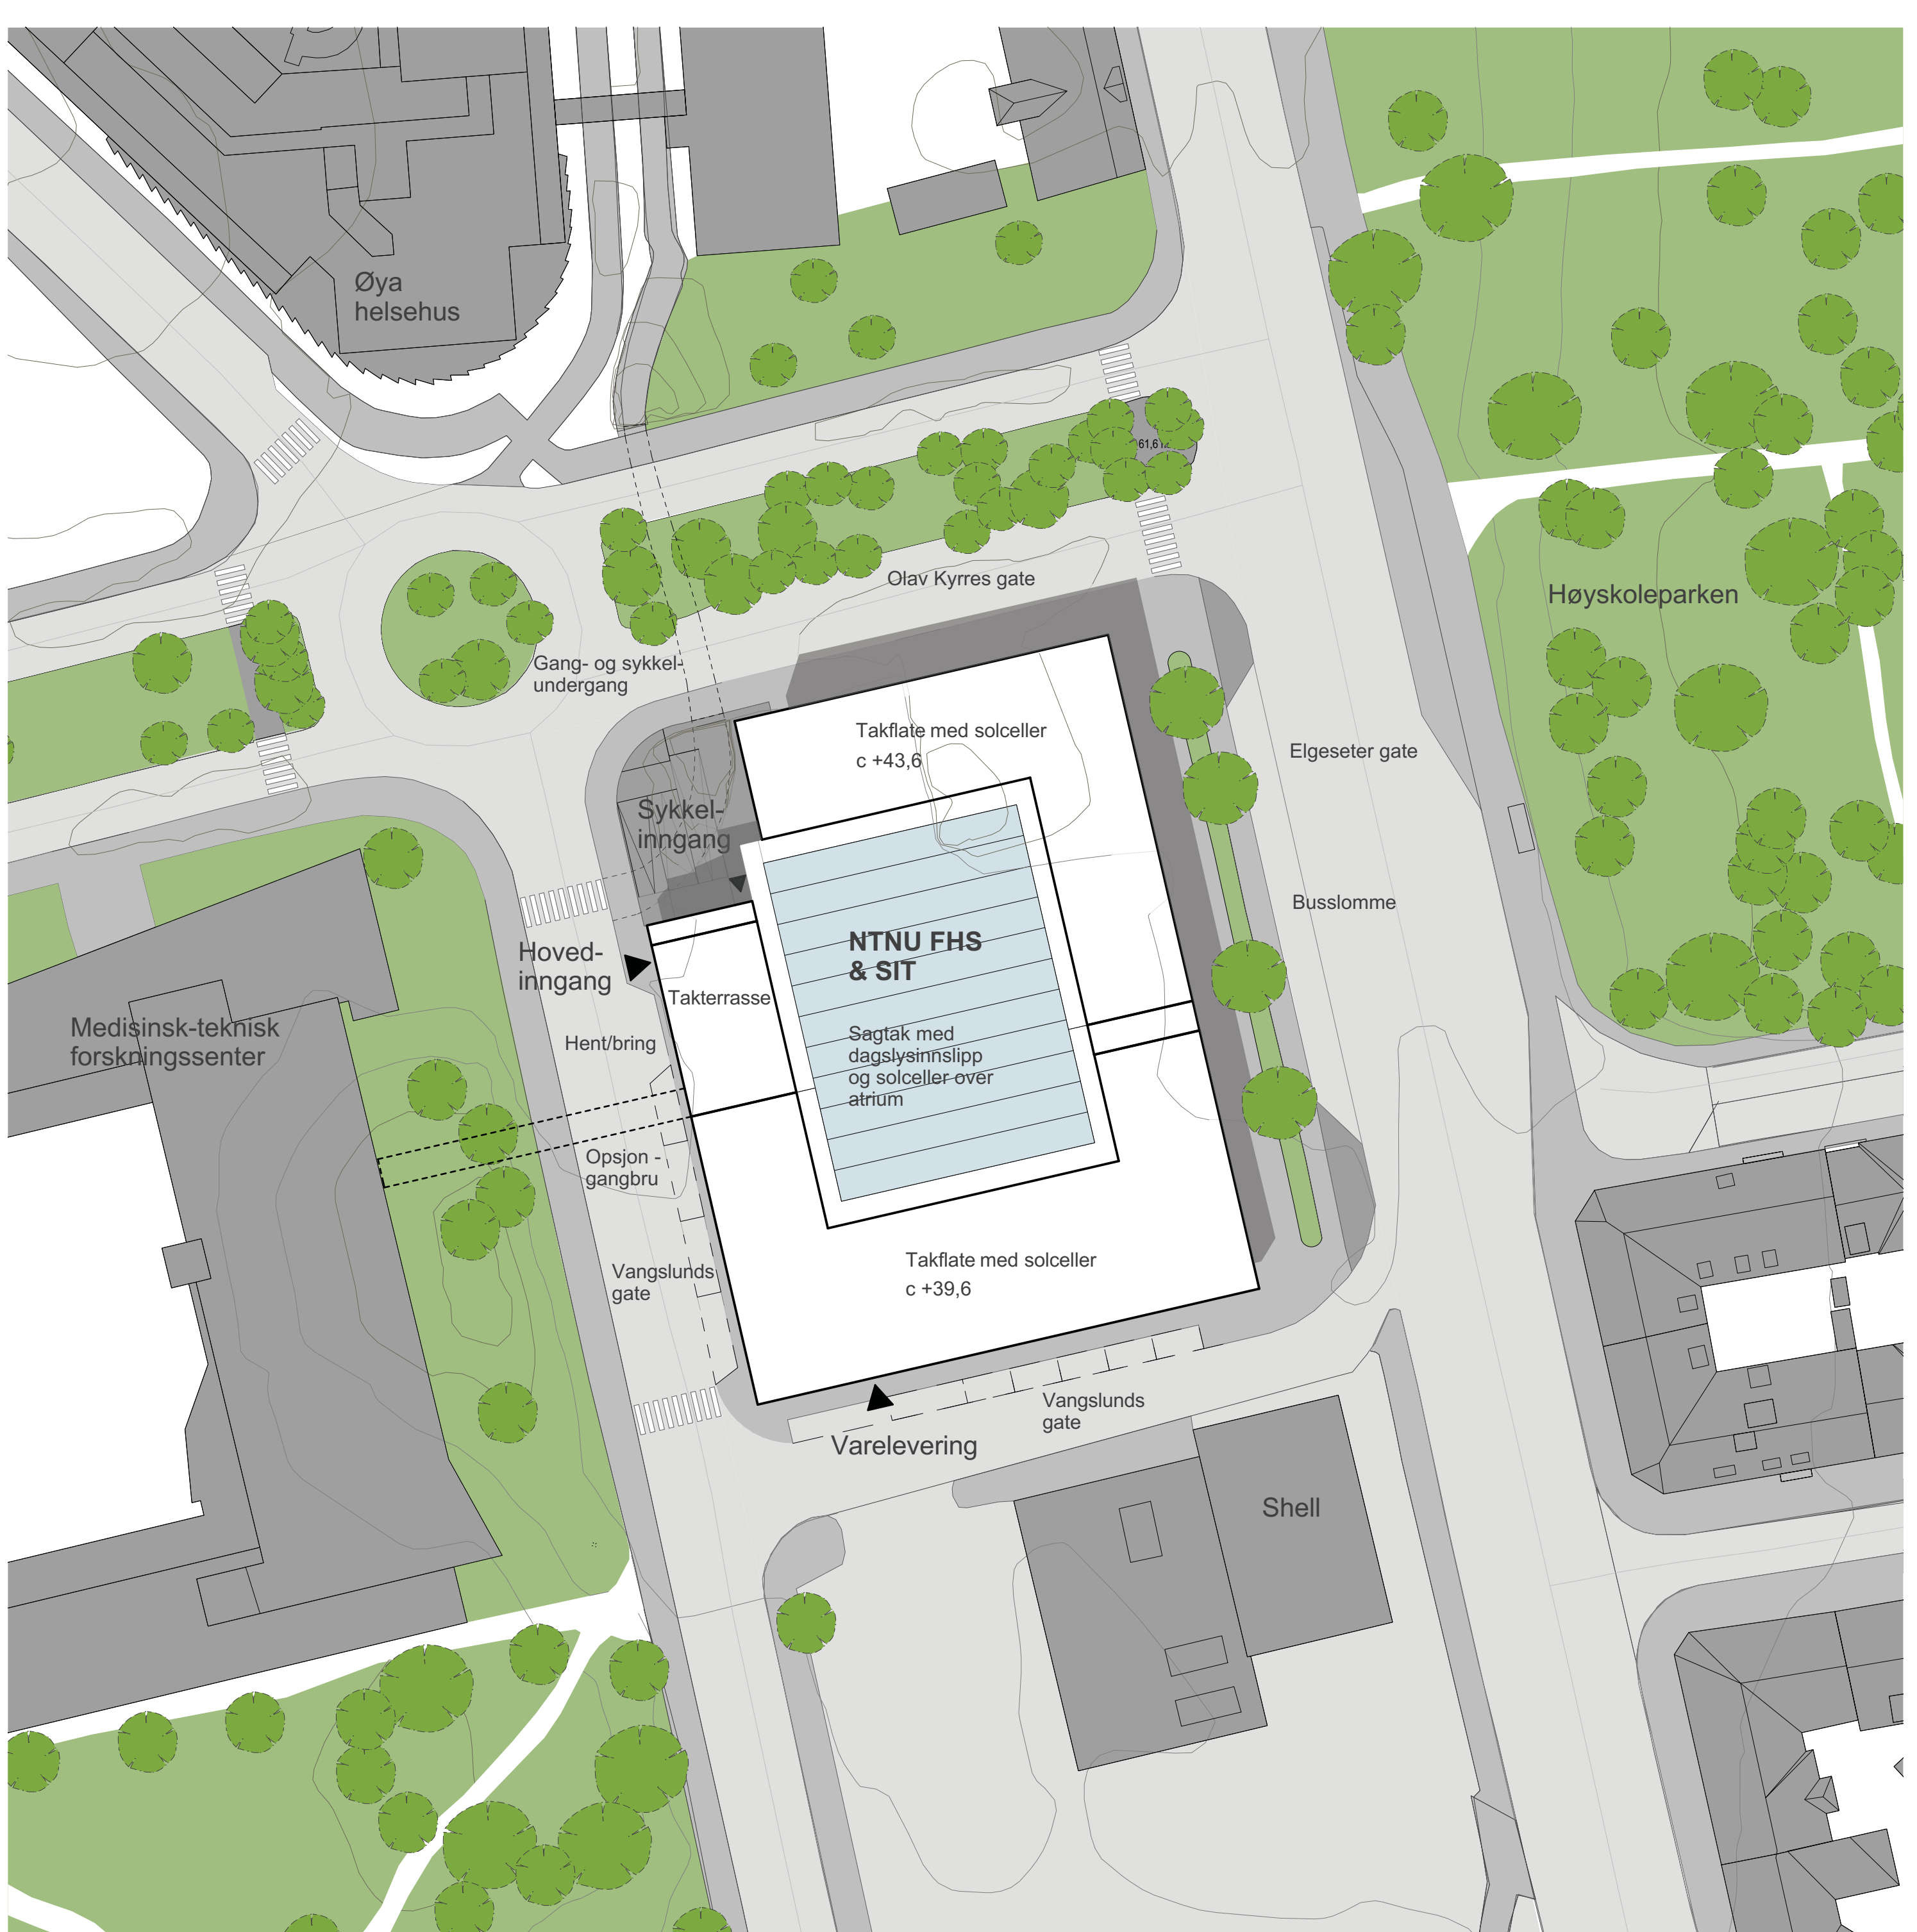 Øya
helsehus
61,6
Olav Kyrres gate
Høyskoleparken
Gang- og sykkel-
undergang
Takflate med solceller
c +43,6
Elgeseter gate
Sykkel-
inngang
Busslomme
NTNU FHS
& SIT
Hoved-
inngang
Takterrasse
Medisinsk-teknisk
forskningssenter
Hent/bring
Sagtak med
dagslysinnslipp
og solceller over
atrium
Opsjon -
gangbru
Takflate med solceller
c +39,6
Vangslunds
gate
Vangslunds
gate
Varelevering
Shell